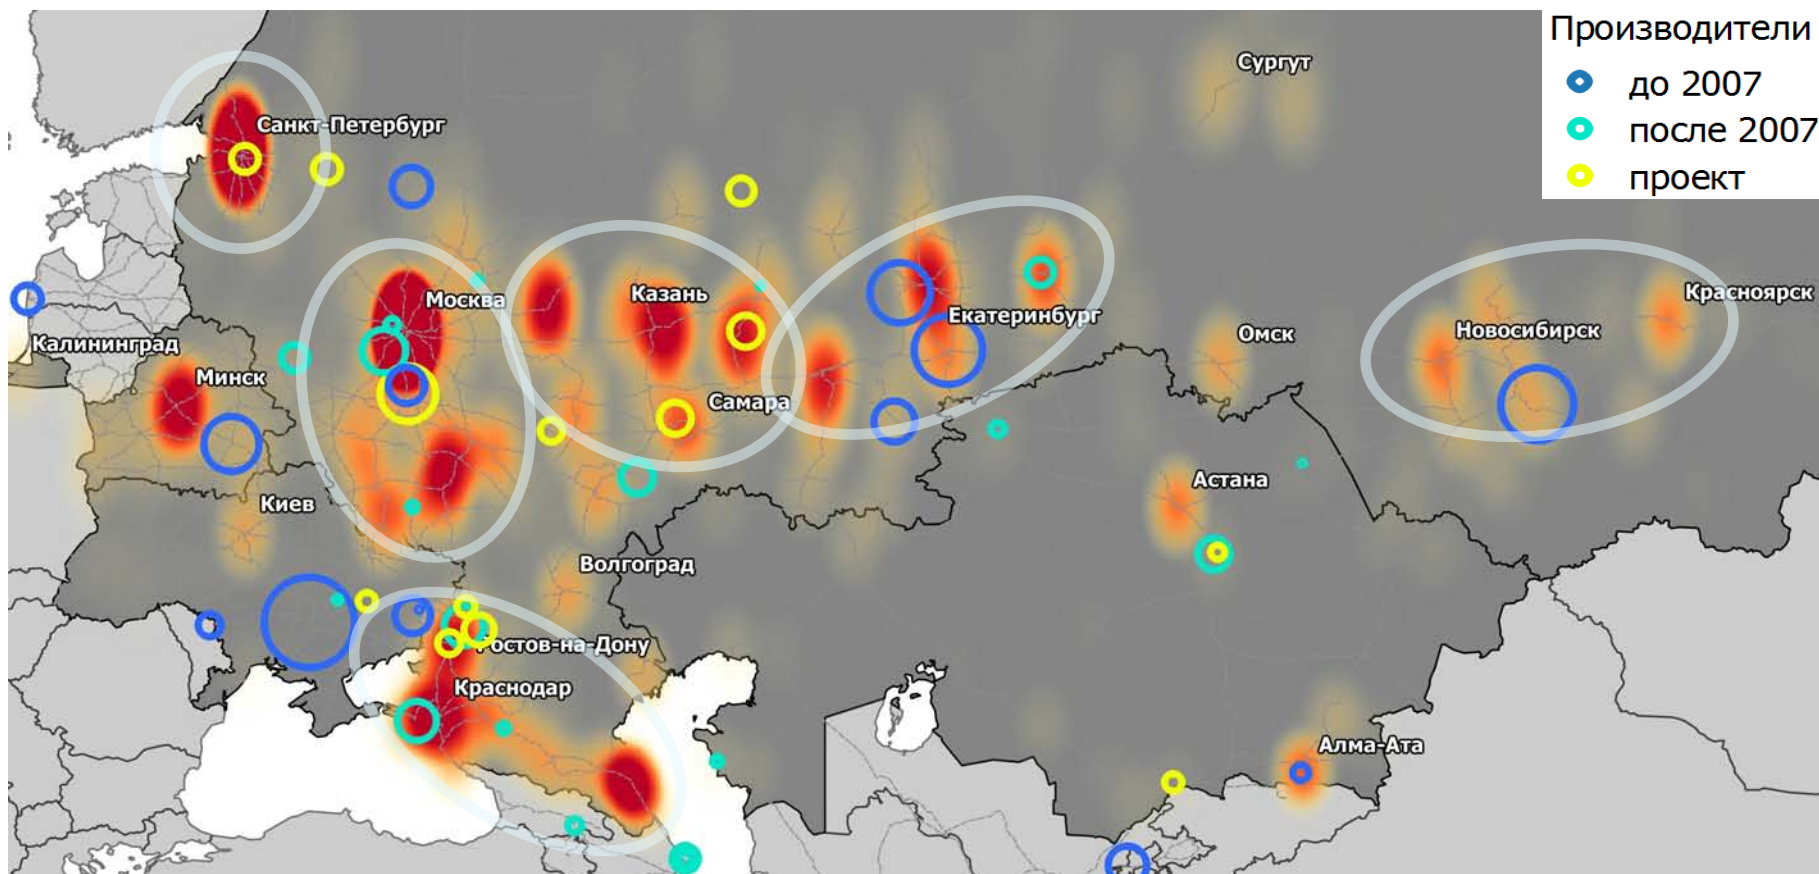 Производители
до 2007
после 2007
проект
Сургут
Санкт-Петербург
Москва
Казань
Екатеринбург
Омск
Новосибирск
Красноярск
Калининград
Минск
Самара
Астана
Киев
Волгоград
Ростов-на-Дону
Краснодар
Алма-Ата